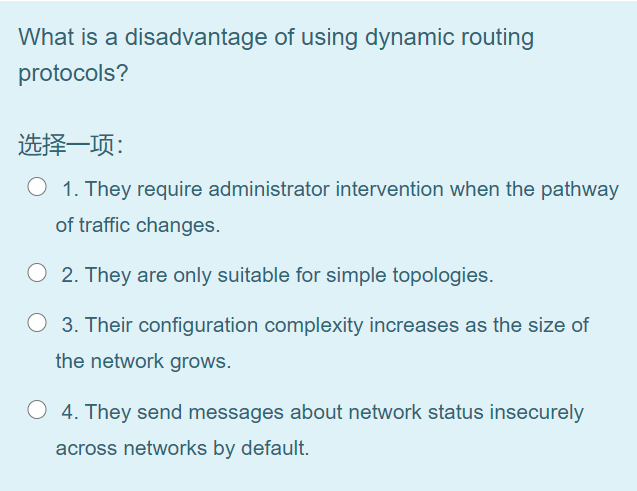 What is a disadvantage of using dynamic routing
protocols?
选择一项：
1. They require administrator intervention when the pathway
of traffic changes.
2. They are only suitable for simple topologies.
3. Their configuration complexity increases as the size of
the network grows.
4. They send messages about network status insecurely
across networks by default.